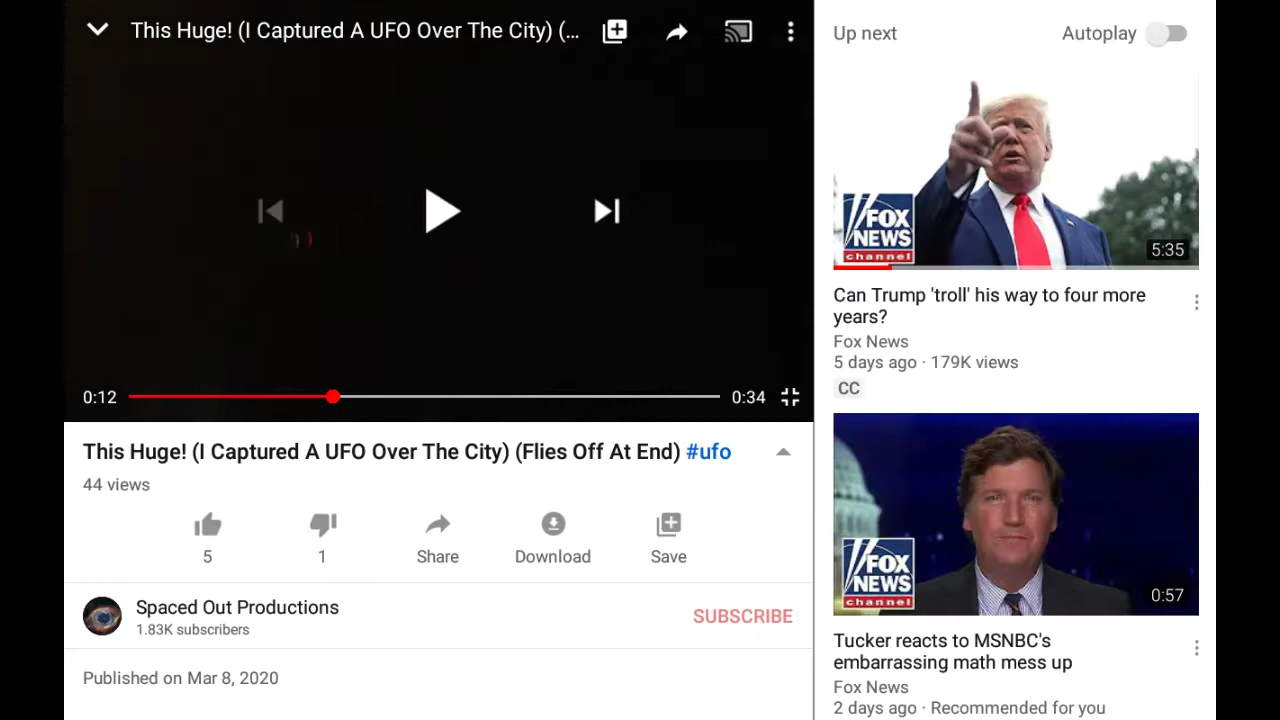 This Huge! (I Captured A UFO Over The City) (...
0:12
0:34
This Huge! (I Captured A UFO Over The City) (Flies Off At End) #ufo
44 views
5
1
Share
Download
Save
Spaced Out Productions
1.83K subscribers
SUBSCRIBE
Published on Mar 8, 2020
Up next
Autoplay
FOX
NEWS
channel
5:35
Can Trump 'troll' his way to four more
years?
Fox News
5 days ago · 179K views
CC
FOX
NEWS
channel
0:57
Tucker reacts to MSNBC's
embarrassing math mess up
Fox News
2 days ago · Recommended for you